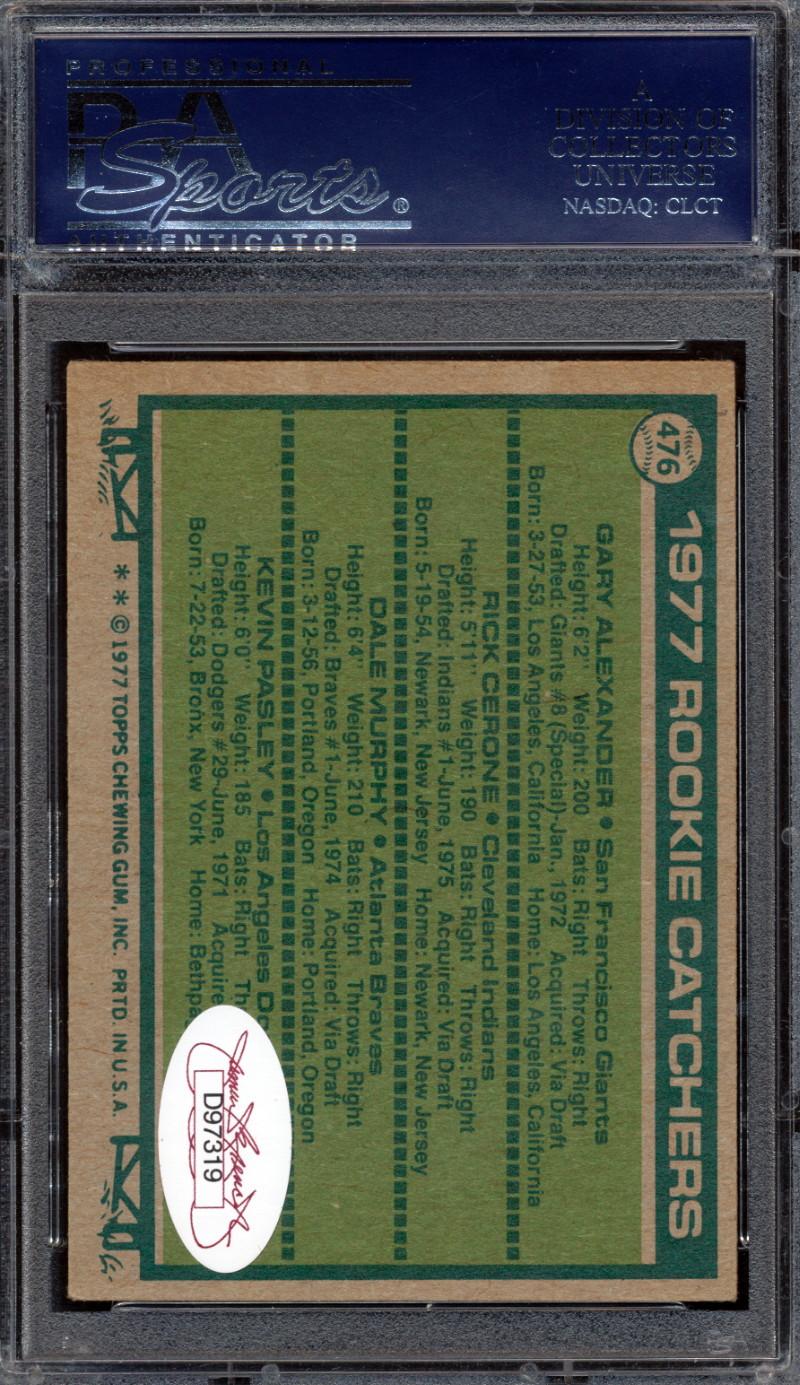 PROFESSIONAL
PSA
Sports®
AUTHENTICATOR
A
DIVISION OF
COLLECTORS
UNIVERSE
NASDAQ: CLCT
476
1977 ROOKIE CATCHERS
GARY ALEXANDER • San Francisco Giants
Height: 6'2" Weight: 200 Bats: Right Throws: Right
Drafted: Giants #8 (Special)-Jan., 1972 Acquired: Via Draft
Born: 3-27-53, Los Angeles, California Home: Los Angeles, California
RICK CERONE • Cleveland Indians
Height: 5'11" Weight: 190 Bats: Right Throws: Right
Drafted: Indians #1-June, 1975 Acquired: Via Draft
Born: 5-19-54, Newark, New Jersey Home: Newark, New Jersey
DALE MURPHY • Atlanta Braves
Height: 6'4" Weight: 210 Bats: Right Throws: Right
Drafted: Braves #1-June, 1974 Acquired: Via Draft
Born: 3-12-56, Portland, Oregon Home: Portland, Oregon
KEVIN PASLEY • Los Angeles Do
Height: 6'0" Weight: 185 Bats: Right Th
Drafted: Dodgers #29-June, 1971 Acquire
Born: 7-22-53, Bronx, New York Home: Bethpa
* * © 1977 TOPPS CHEWING GUM, INC. PRTD. IN U.S.A.
D97319